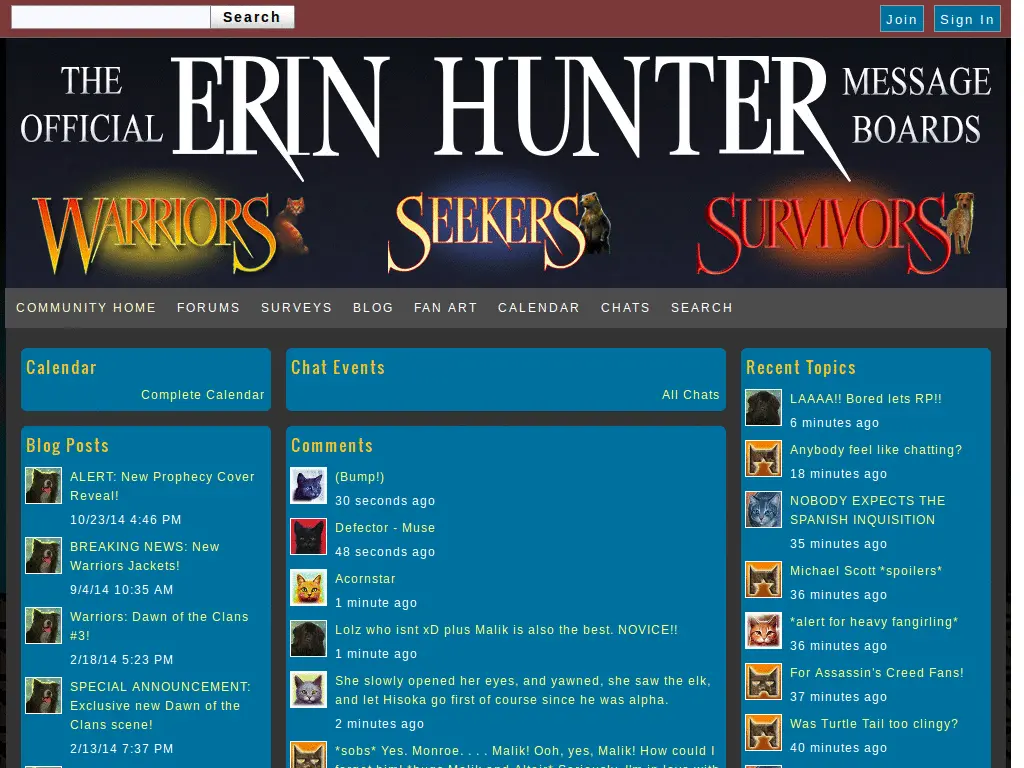 Search
Join
Sign In
THE OFFICIAL ERIN HUNTER MESSAGE BOARDS
WARRIORS
SEEKERS
SURVIVORS
COMMUNITY HOME
FORUMS
SURVEYS
BLOG
FAN ART
CALENDAR
CHATS
SEARCH
Calendar
Complete Calendar
Blog Posts
ALERT: New Prophecy Cover
Reveal!
10/23/14 4:46 PM
BREAKING NEWS: New
Warriors Jackets!
9/4/14 10:35 AM
Warriors: Dawn of the Clans
#3!
2/18/14 5:23 PM
SPECIAL ANNOUNCEMENT:
Exclusive new Dawn of the
Clans scene!
2/13/14 7:37 PM
Chat Events
All Chats
Comments
(Bump!)
30 seconds ago
Defector - Muse
48 seconds ago
Acornstar
1 minute ago
Lolz who isnt xD plus Malik is also the best. NOVICE!!
1 minute ago
She slowly opened her eyes, and yawned, she saw the elk,
and let Hisoka go first of course since he was alpha.
2 minutes ago
*sobs* Yes. Monroe. . . . Malik! Ooh, yes, Malik! How could I
forget him! *hugs Malik and Altair* Seriously, I'm in love with
Recent Topics
LAAAA!! Bored lets RP!!
6 minutes ago
Anybody feel like chatting?
18 minutes ago
NOBODY EXPECTS THE
SPANISH INQUISITION
35 minutes ago
Michael Scott *spoilers*
36 minutes ago
*alert for heavy fangirling*
36 minutes ago
For Assassin's Creed Fans!
37 minutes ago
Was Turtle Tail too clingy?
40 minutes ago